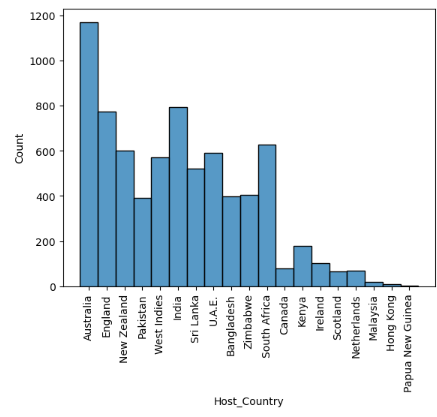 1200
1000
800
600
400
200
0
Count
Australia
England
New Zealand
Pakistan
West Indies
India
Sri Lanka
U.A.E.
Bangladesh
Zimbabwe
South Africa
Canada
Kenya
Ireland
Scotland
Netherlands
Malaysia
Hong Kong
Papua New Guinea
Host_Country